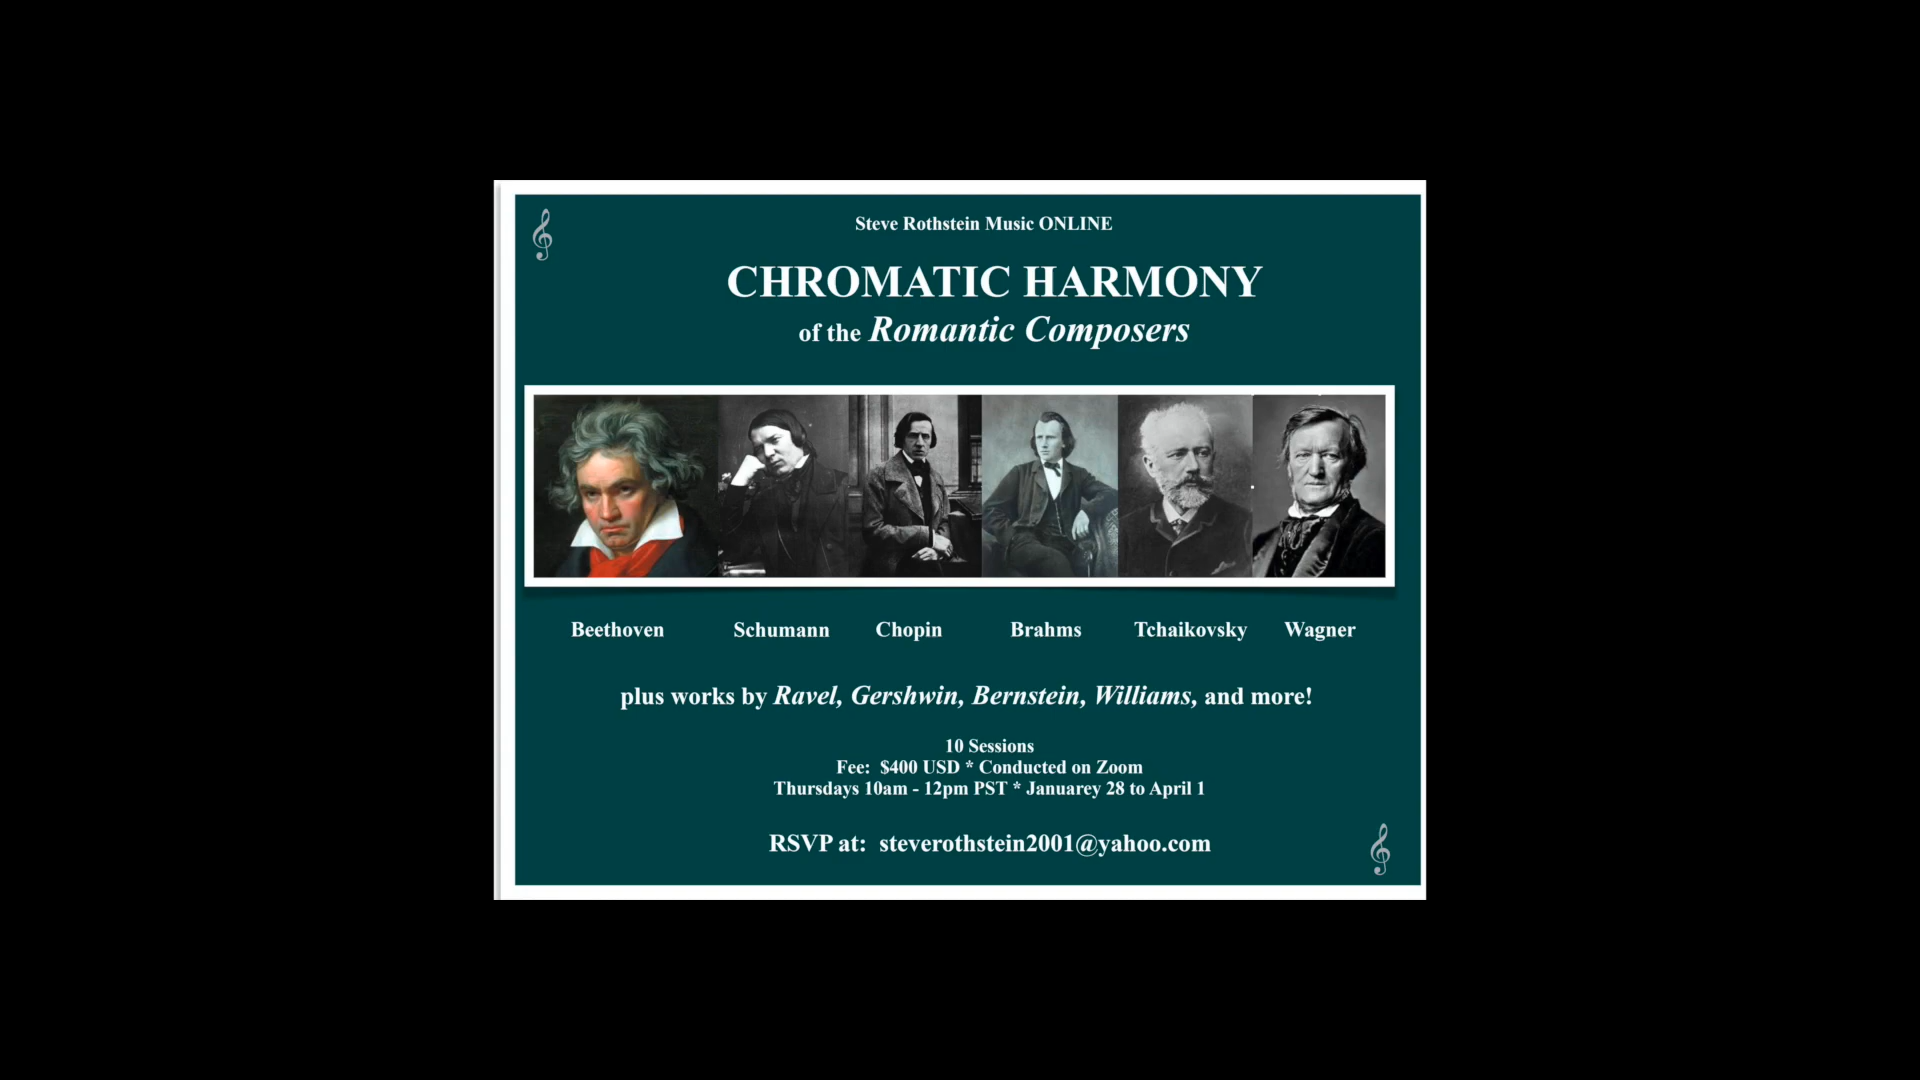 Steve Rothstein Music ONLINE
CHROMATIC HARMONY
of the Romantic Composers
Beethoven Schumann Chopin Brahms Tchaikovsky Wagner
plus works by Ravel, Gershwin, Bernstein, Williams, and more!
10 Sessions
Fee: $400 USD * Conducted on Zoom
Thursdays 10am - 12pm PST * Januarey 28 to April 1
RSVP at: steverothstein2001@yahoo.com